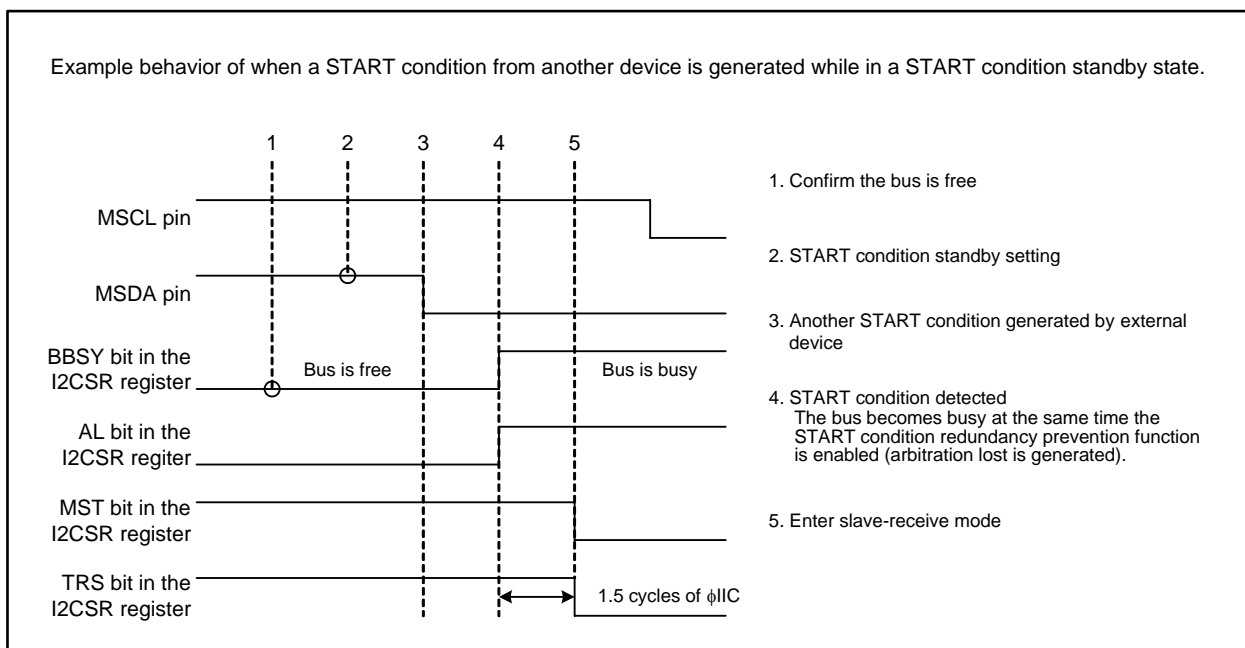 Example behavior of when a START condition from another device is generated while in a START condition standby state.
1 2 3 4 5
MSCL pin
MSDA pin
BBSY bit in the
I2CSR register
Bus is free
Bus is busy
AL bit in the
I2CSR regiter
MST bit in the
I2CSR register
TRS bit in the
I2CSR register
1.5 cycles of ϕIIC
1. Confirm the bus is free
2. START condition standby setting
3. Another START condition generated by external
device
4. START condition detected
The bus becomes busy at the same time the
START condition redundancy prevention function
is enabled (arbitration lost is generated).
5. Enter slave-receive mode